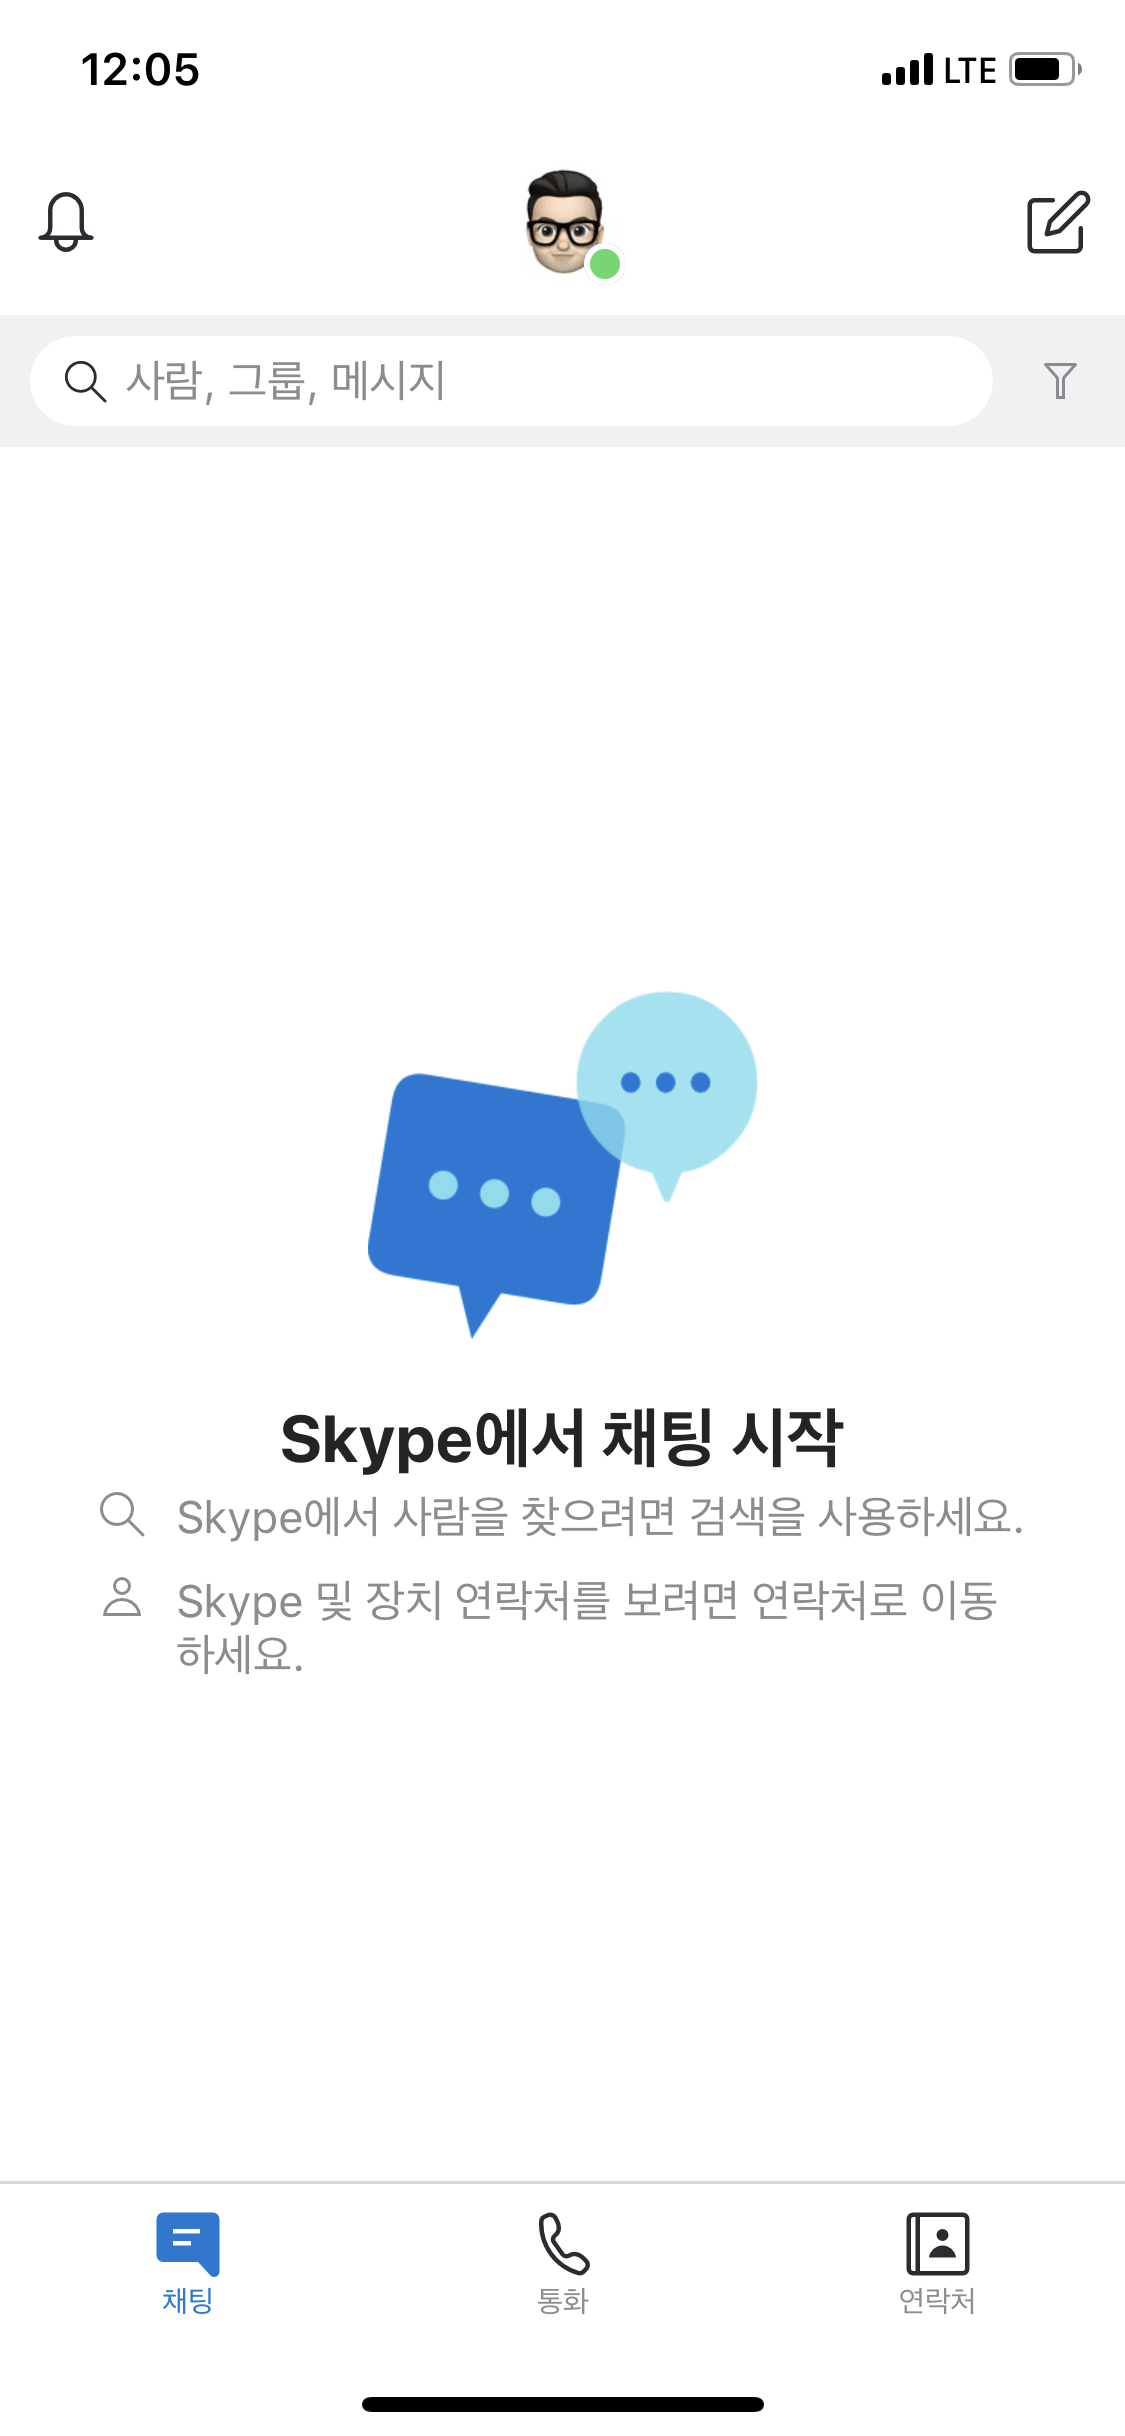 12:05
LTE
사람, 그룹, 메시지
Skype에서 채팅 시작
Skype에서 사람을 찾으려면 검색을 사용하세요.
Skype 및 장치 연락처를 보려면 연락처로 이동
하세요.
채팅
통화
연락처